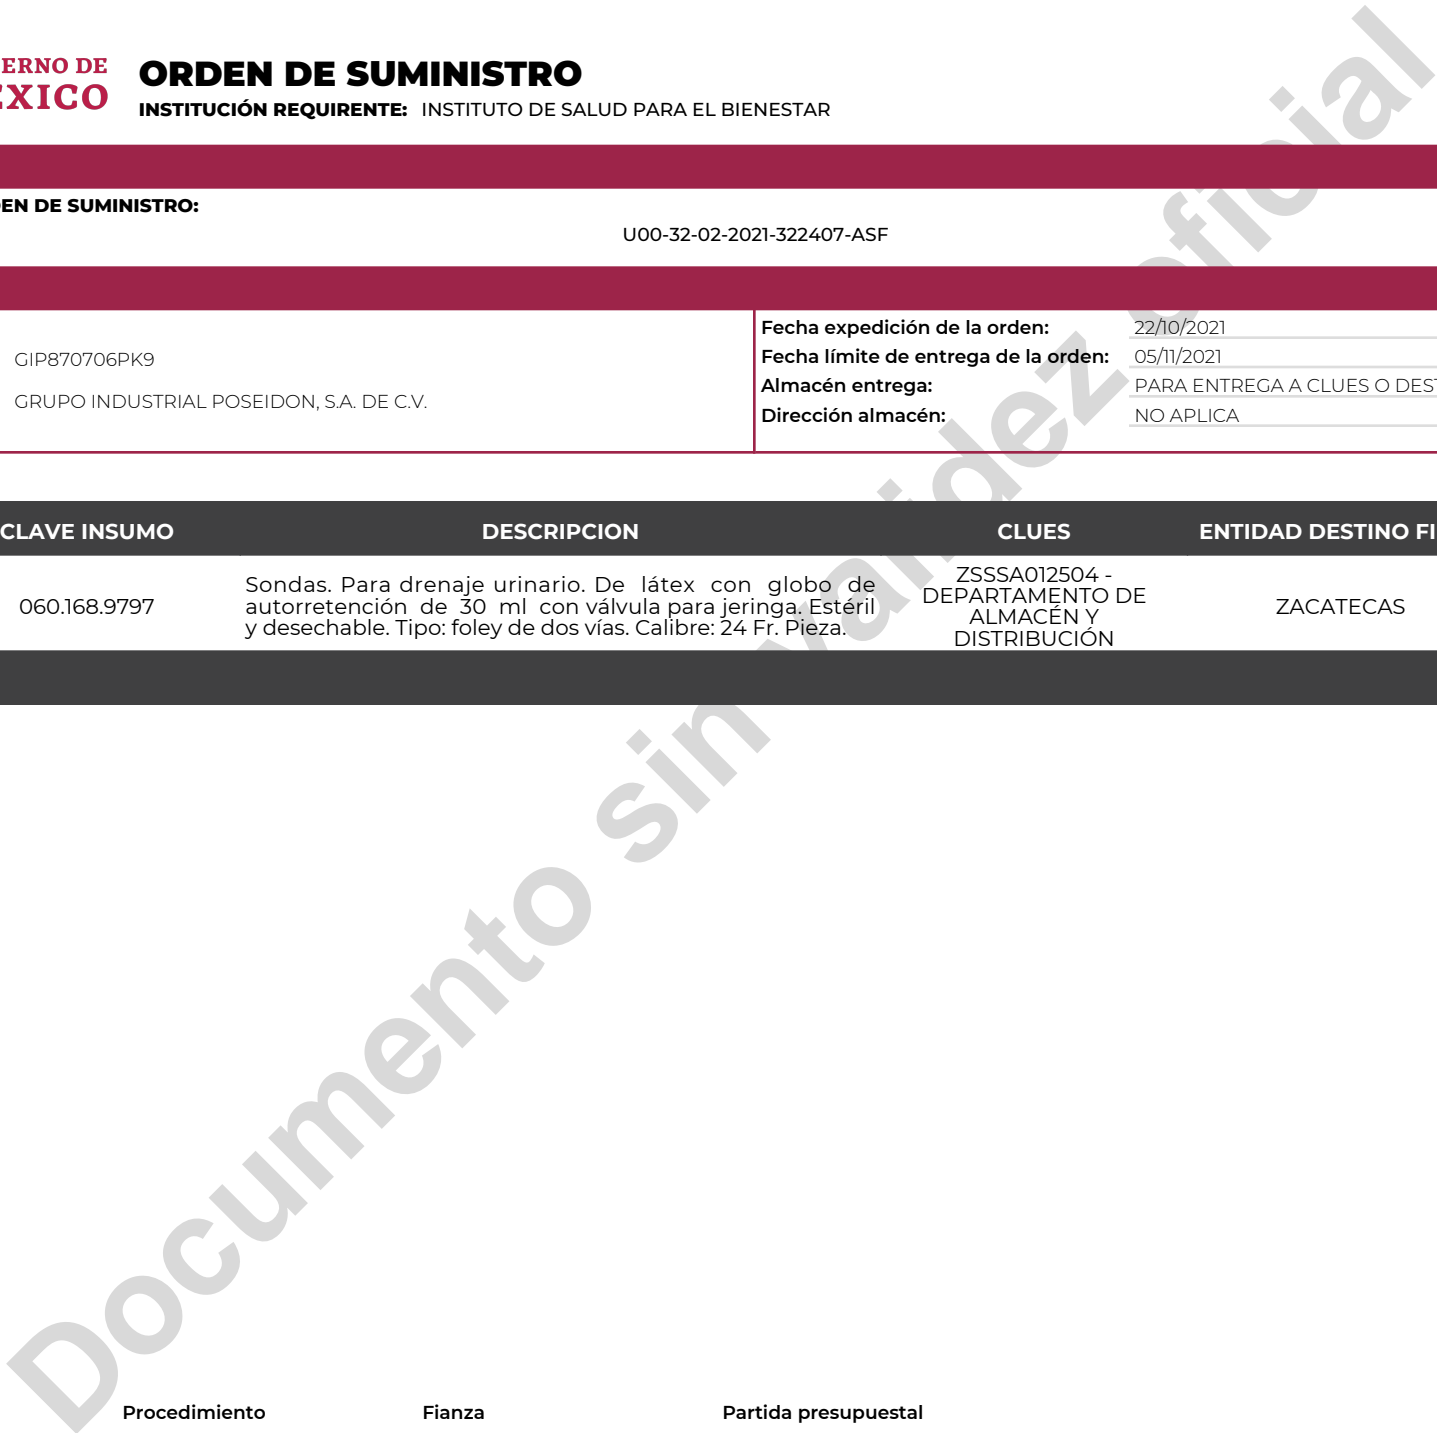 ERNO DE
EXICO
ORDEN DE SUMINISTRO
INSTITUCIÓN REQUIRENTE: INSTITUTO DE SALUD PARA EL BIENESTAR
EN DE SUMINISTRO:
U00-32-02-2021-322407-ASF
GIP870706PK9
GRUPO INDUSTRIAL POSEIDON, S.A. DE C.V.
Fecha expedición de la orden: 22/10/2021
Fecha límite de entrega de la orden: 05/11/2021
Almacén entrega: PARA ENTREGA A CLUES O DEST
Dirección almacén: NO APLICA
CLAVE INSUMO DESCRIPCION CLUES ENTIDAD DESTINO FI
060.168.9797
Sondas. Para drenaje urinario. De látex con globo de
autorretención de 30 ml con válvula para jeringa. Estéril
y desechable. Tipo: foley de dos vías. Calibre: 24 Fr. Pieza.
ZSSSA012504 -
DEPARTAMENTO DE
ALMACÉN Y
DISTRIBUCIÓN
ZACATECAS
Documento sin validez oficial
Procedimiento Fianza Partida presupuestal